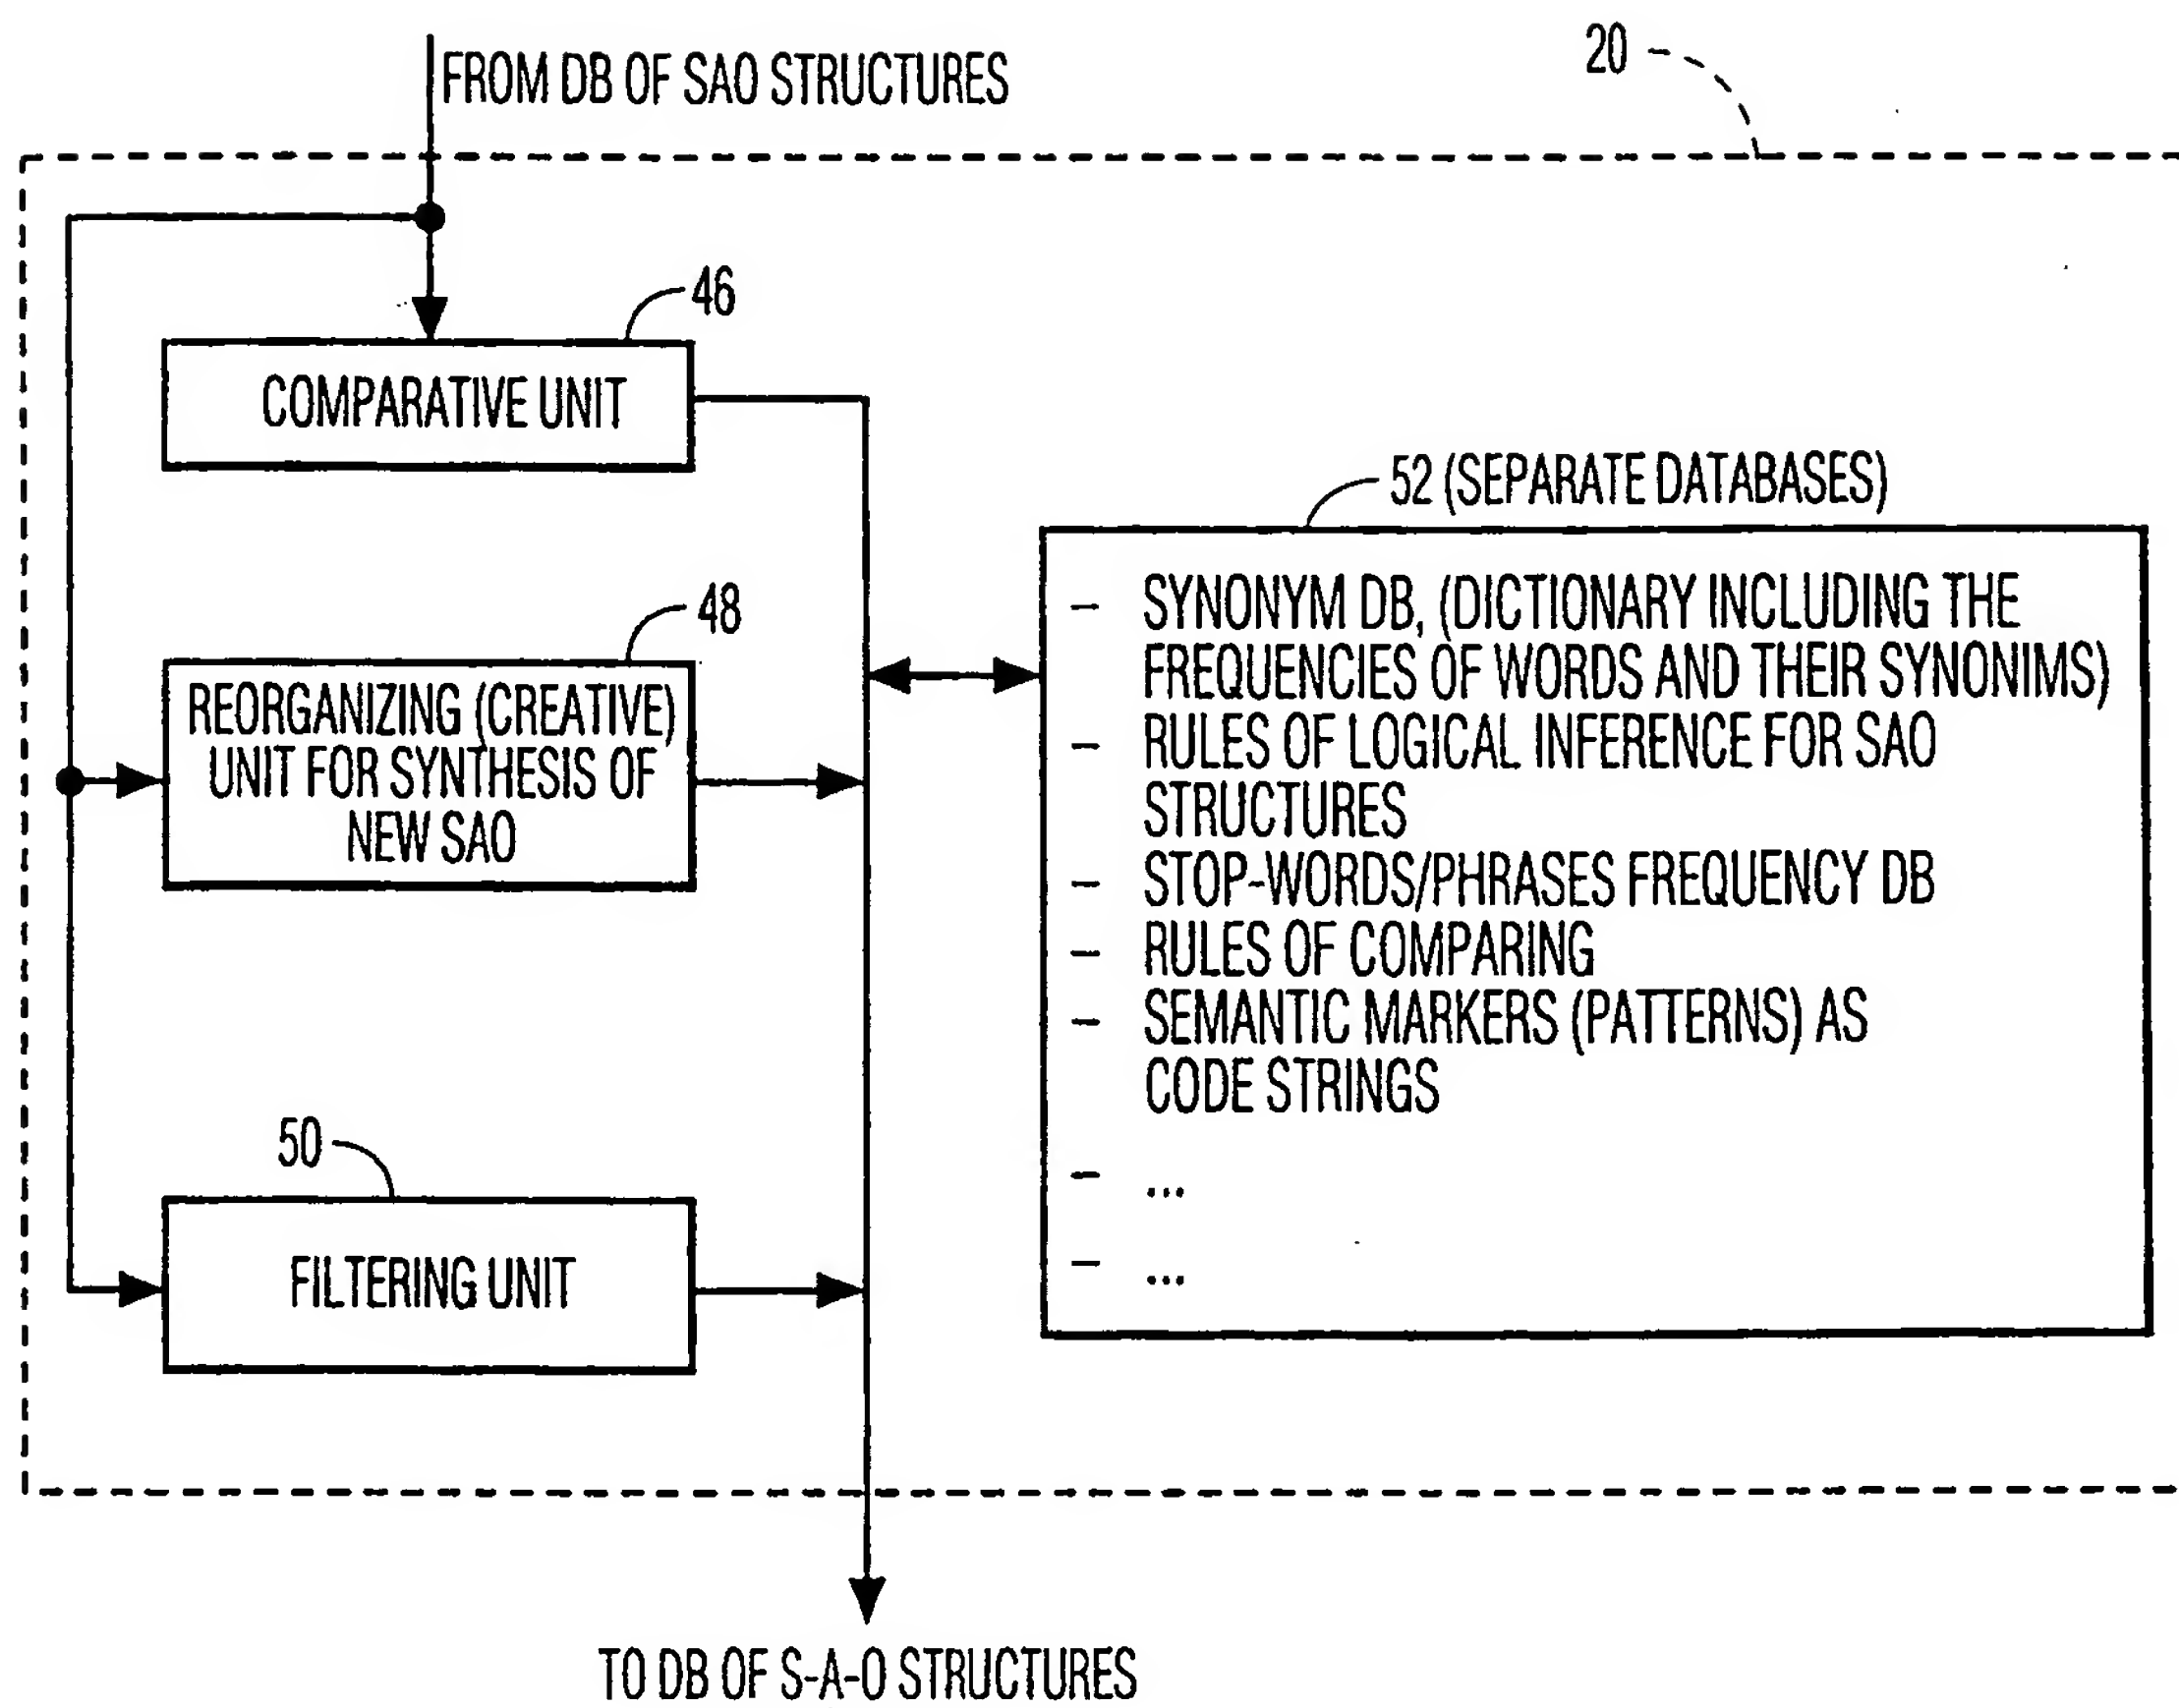 FROM DB OF SAO STRUCTURES
20
46
COMPARATIVE UNIT
52 (SEPARATE DATABASES)
48
REORGANIZING (CREATIVE)
UNIT FOR SYNTHESIS OF
NEW SAO
- SYNONYM DB, (DICTIONARY INCLUDING THE
FREQUENCIES OF WORDS AND THEIR SYNONIMS)
- RULES OF LOGICAL INFERENCE FOR SAO
STRUCTURES
- STOP-WORDS/PHRASES FREQUENCY DB
- RULES OF COMPARING
- SEMANTIC MARKERS (PATTERNS) AS
CODE STRINGS
- ...
- ...
50
FILTERING UNIT
TO DB OF S-A-O STRUCTURES